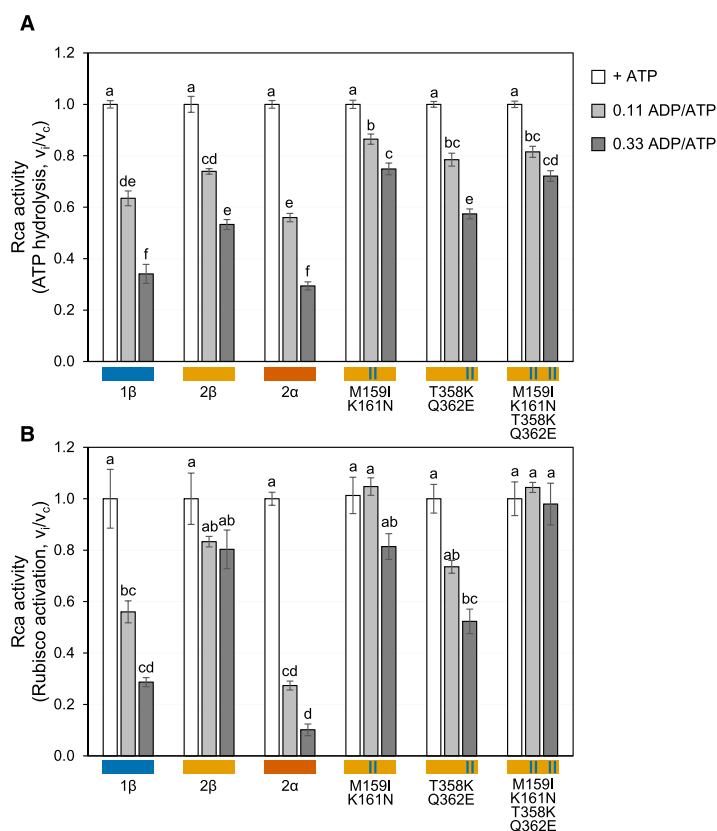 A
1.2
1.0
0.8
0.6
0.4
0.2
0.0
Rca activity
(ATP hydrolysis, vi/vc)
a
de
f
a
cd
e
a
e
f
a
b
c
a
bc
e
a
bc
cd
+ ATP
0.11 ADP/ATP
0.33 ADP/ATP
1β
2β
2α
M159I
K161N
T358K
Q362E
M159I
K161N
T358K
Q362E
B
1.2
1.0
0.8
0.6
0.4
0.2
0.0
Rca activity
(Rubisco activation, vi/vc)
a
bc
cd
a
ab
ab
a
cd
d
a
a
ab
a
ab
bc
a
a
a
1β
2β
2α
M159I
K161N
T358K
Q362E
M159I
K161N
T358K
Q362E